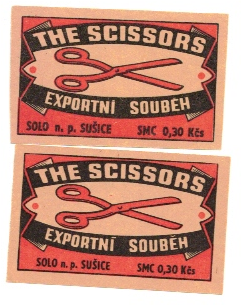 THE SCISSORS
EXPORTNÍ SOUBĚH
SOLO n. p. SUŠICE SMC 0,30 Kčs
THE SCISSORS
EXPORTNÍ SOUBĚH
SOLO n. p. SUŠICE SMC 0,30 Kčs